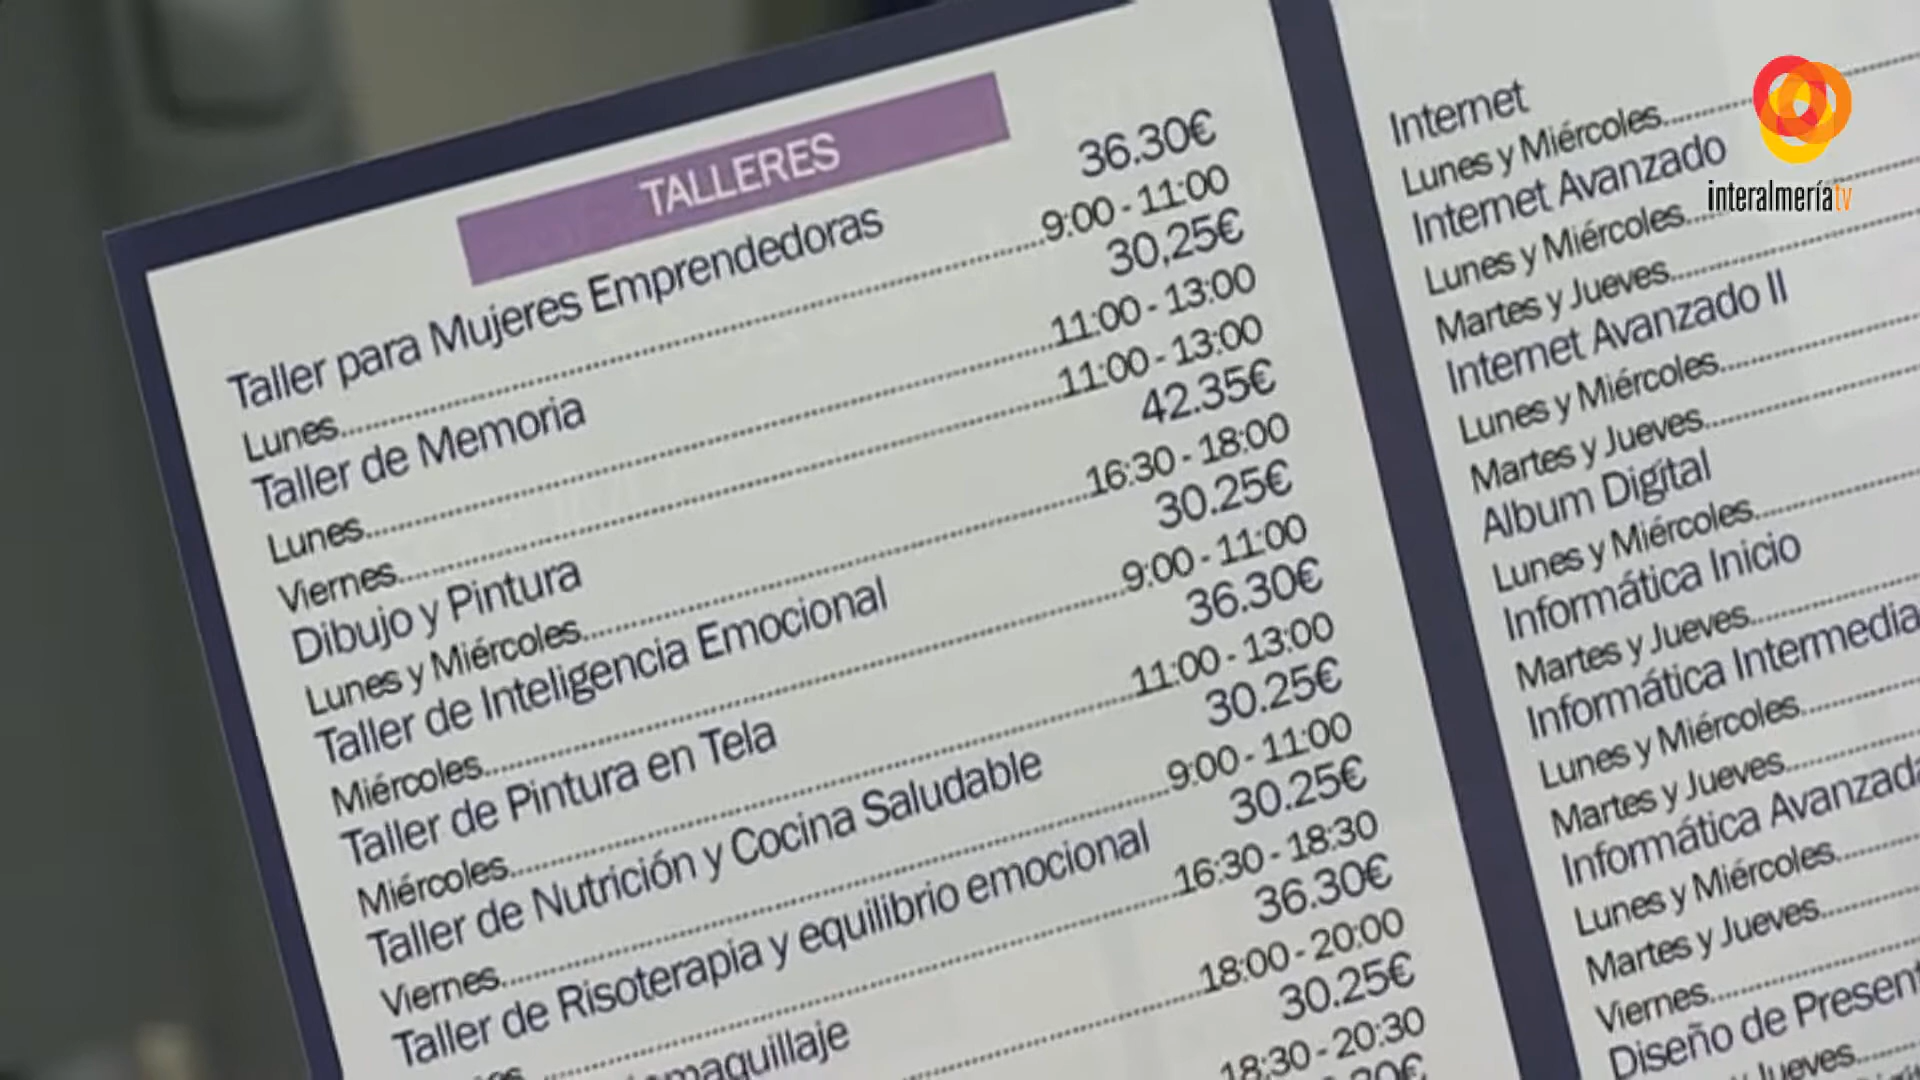 TALLERES
Taller para Mujeres Emprendedoras 36.30€
Lunes........9:00 - 11:00
Taller de Memoria 30,25€
Lunes........11:00 - 13:00
Viernes........11:00 - 13:00
Dibujo y Pintura 42.35€
Lunes y Miércoles........16:30 - 18:00
Taller de Inteligencia Emocional 30.25€
Miércoles........9:00 - 11:00
Taller de Pintura en Tela 36.30€
Miércoles........11:00 - 13:00
Taller de Nutrición y Cocina Saludable 30.25€
Viernes........9:00 - 11:00
Taller de Risoterapia y equilibrio emocional 30.25€
........16:30 - 18:30
maquillaje 36.30€
........18:00 - 20:00
30.25€
18:30 - 20:30
Internet
Lunes y Miércoles........
Internet Avanzado
Lunes y Miércoles........
Martes y Jueves........
Internet Avanzado II
Lunes y Miércoles........
Martes y Jueves........
Album Digital
Lunes y Miércoles........
Informática Inicio
Martes y Jueves........
Informática Intermedia
Lunes y Miércoles........
Martes y Jueves........
Informática Avanzada
Lunes y Miércoles........
Martes y Jueves........
Viernes........
Diseño de Present
y Jueves........
interalmeríatv